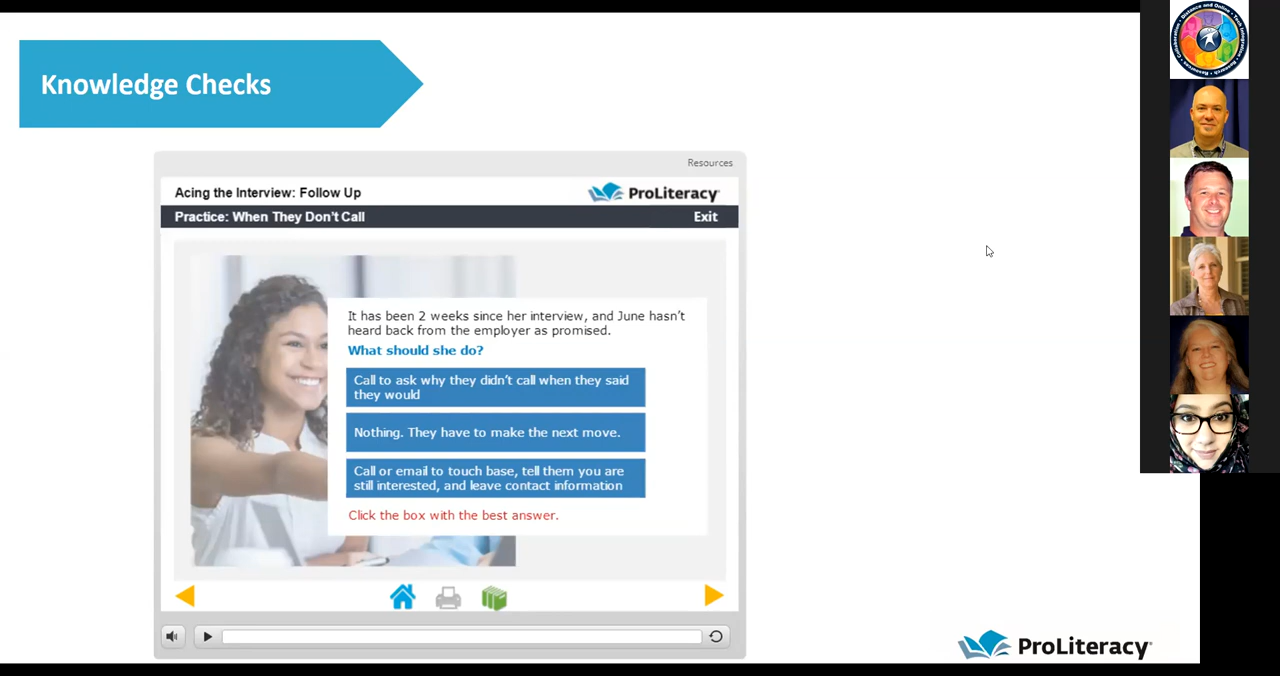 Knowledge Checks
Resources
Acing the Interview: Follow Up
ProLiteracy
Practice: When They Don't Call
Exit
It has been 2 weeks since her interview, and June hasn't
heard back from the employer as promised.
What should she do?
Call to ask why they didn't call when they said
they would
Nothing. They have to make the next move.
Call or email to touch base, tell them you are
still interested, and leave contact information
Click the box with the best answer.
ProLiteracy